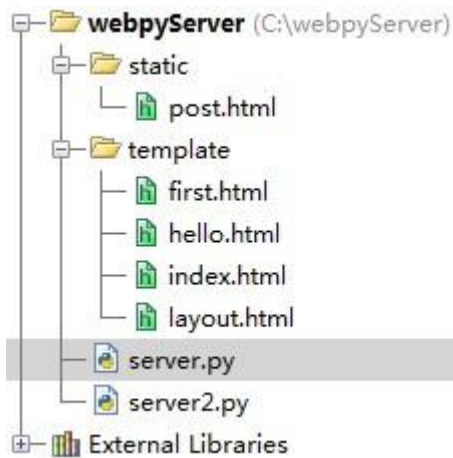 webpyServer (C:\webpyServer)
static
post.html
template
first.html
hello.html
index.html
layout.html
server.py
server2.py
External Libraries